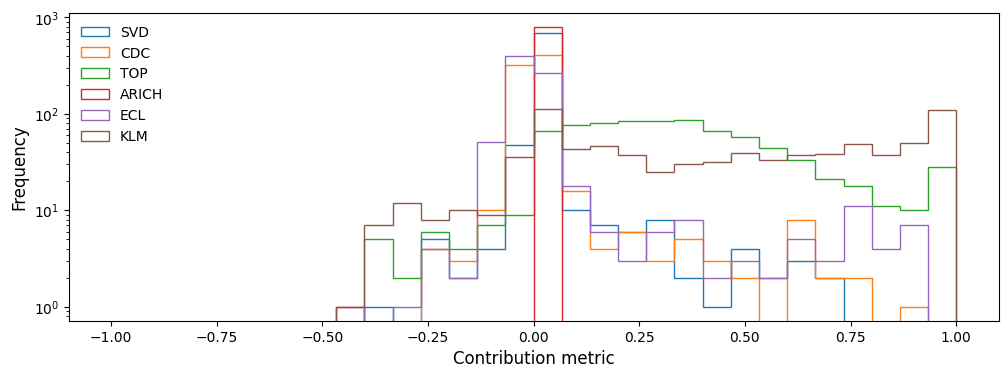 SVD
CDC
TOP
ARICH
ECL
KLM
Frequency
10³
10²
10¹
10⁰
−1.00 −0.75 −0.50 −0.25 0.00 0.25 0.50 0.75 1.00
Contribution metric